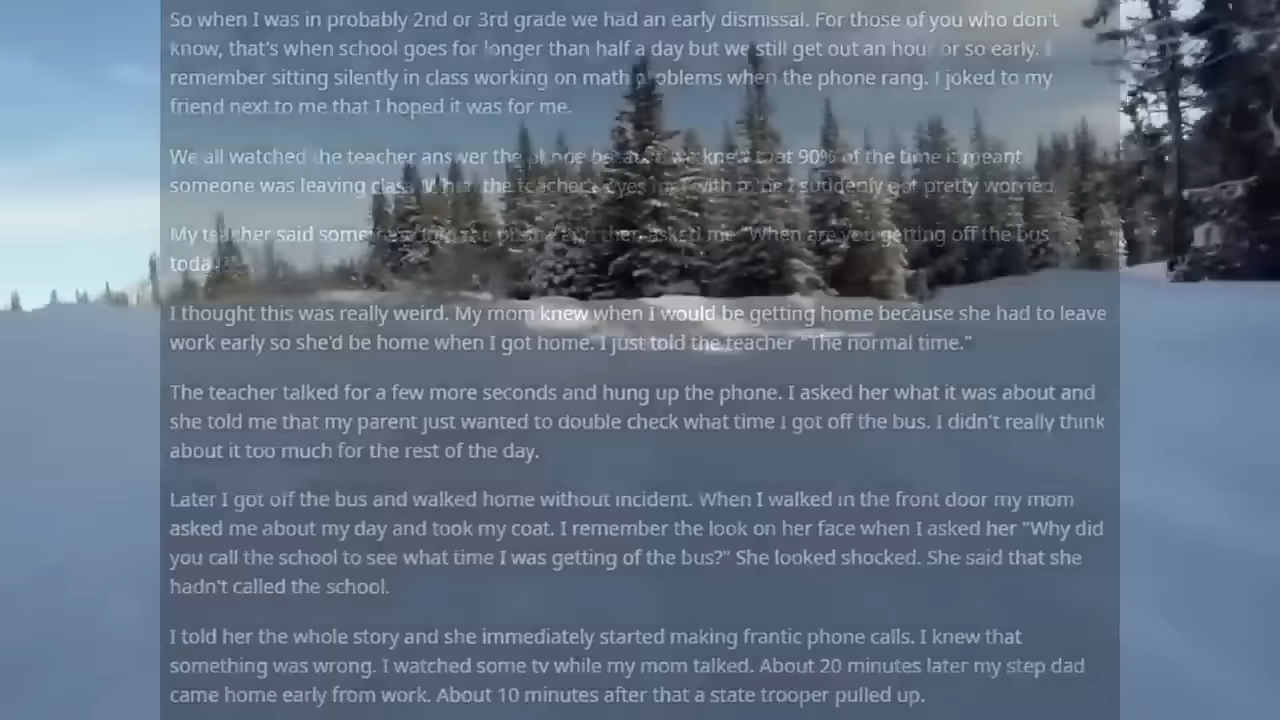 So when I was in probably 2nd or 3rd grade we had an early dismissal. For those of you who don't
know, that's when school goes for longer than half a day but we still get out an hour or so early. I
remember sitting silently in class working on math problems when the phone rang. I joked to my
friend next to me that I hoped it was for me.
We all watched the teacher answer the phone because we knew that 90% of the time it meant
someone was leaving class. When the teacher's eyes met with mine I suddenly got pretty worried.
My teacher said something told me then asked me "When are you getting off the bus
today?"
I thought this was really weird. My mom knew when I would be getting home because she had to leave
work early so she'd be home when I got home. I just told the teacher "The normal time."
The teacher talked for a few more seconds and hung up the phone. I asked her what it was about and
she told me that my parent just wanted to double check what time I got off the bus. I didn't really think
about it too much for the rest of the day.
Later I got off the bus and walked home without incident. When I walked in the front door my mom
asked me about my day and took my coat. I remember the look on her face when I asked her "Why did
you call the school to see what time I was getting of the bus?" She looked shocked. She said that she
hadn't called the school.
I told her the whole story and she immediately started making frantic phone calls. I knew that
something was wrong. I watched some tv while my mom talked. About 20 minutes later my step dad
came home early from work. About 10 minutes after that a state trooper pulled up.